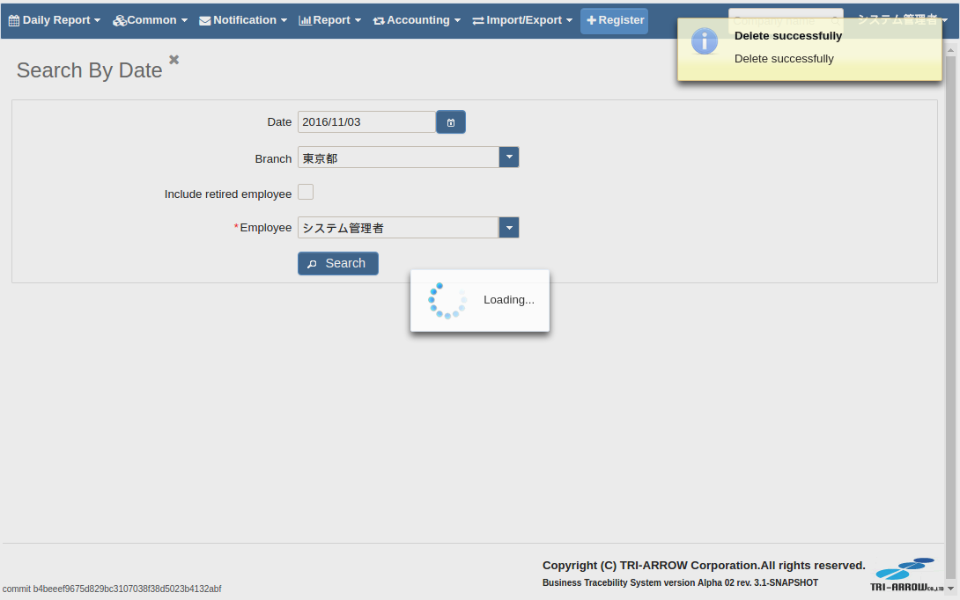 Daily Report Common Notification Report Accounting Import/Export Register システム管理者
Delete successfully
Delete successfully
Search By Date
Date 2016/11/03
Branch 東京都
Include retired employee
*Employee システム管理者
Search
Loading...
Copyright (C) TRI-ARROW Corporation.All rights reserved.
Business Tracebility System version Alpha 02 rev. 3.1-SNAPSHOT
TRI-ARROW CO.,LTD
commit b4beeef9675d829bc3107038f38d5023b4132abf